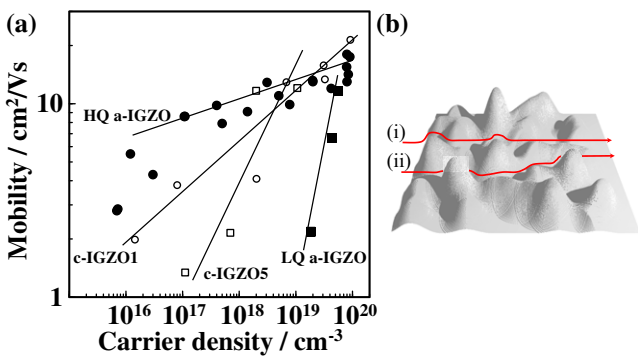 (a)
(b)
Mobility / cm²/Vs
10
1
HQ a-IGZO
c-IGZO1
c-IGZO5
LQ a-IGZO
10¹⁶ 10¹⁷ 10¹⁸ 10¹⁹ 10²⁰
Carrier density / cm⁻³
(i)
(ii)